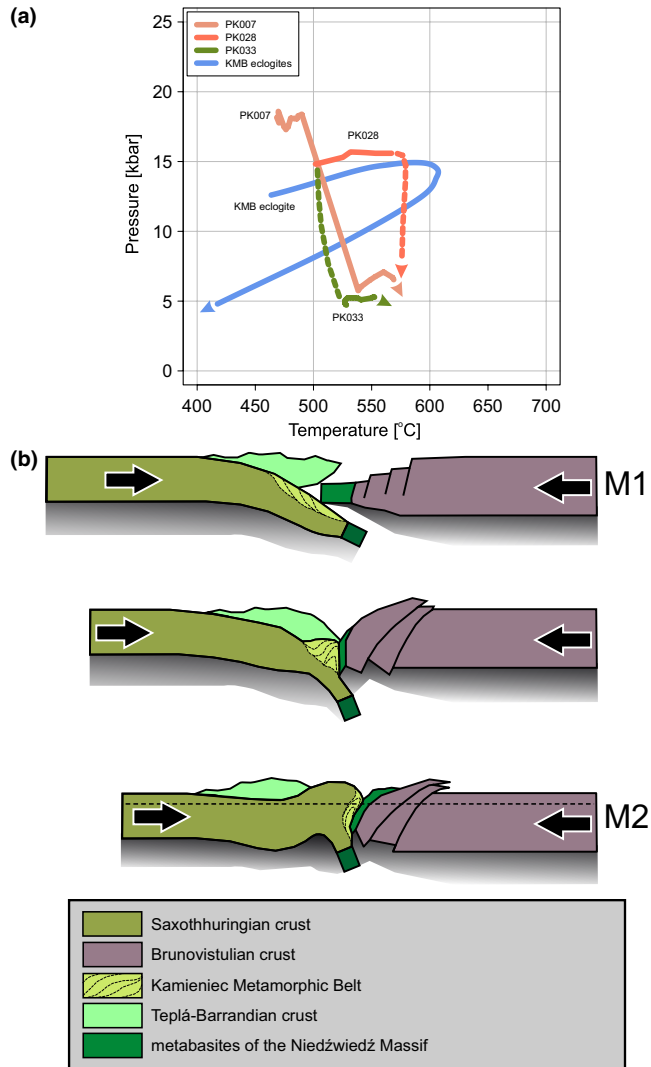 (a)
PK007
PK028
PK033
KMB eclogites
25
20
15
10
5
0
Pressure [kbar]
PK007
PK028
KMB eclogite
PK033
400 450 500 550 600 650 700
Temperature [°C]
(b)
M1
M2
Saxothhuringian crust
Brunovistulian crust
Kamieniec Metamorphic Belt
Teplá-Barrandian crust
metabasites of the Niedźwiedź Massif